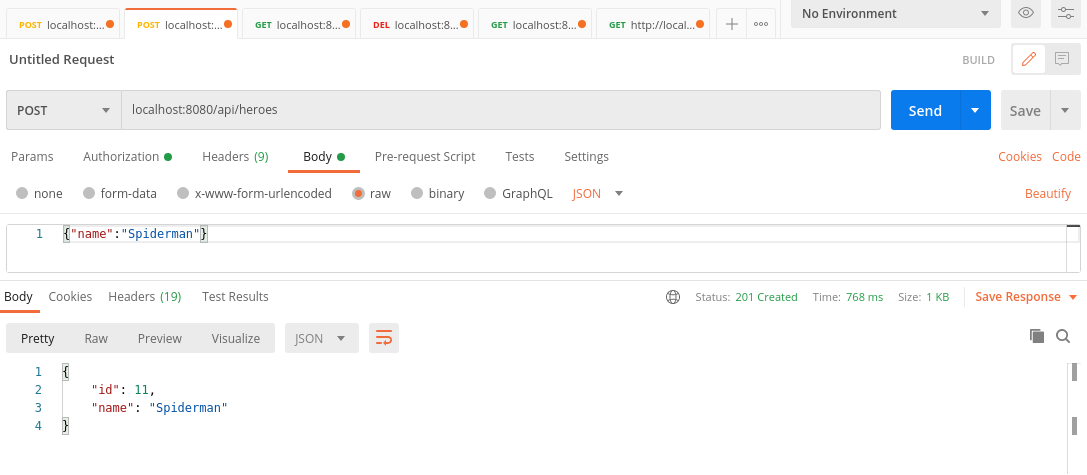 POST localhost:... POST localhost:... GET localhost:8... DEL localhost:8... GET localhost:8... GET http://local... No Environment
Untitled Request BUILD
POST localhost:8080/api/heroes Send Save
Params Authorization Headers (9) Body Pre-request Script Tests Settings Cookies Code
none form-data x-www-form-urlencoded raw binary GraphQL JSON Beautify
1 {"name":"Spiderman"}
Body Cookies Headers (19) Test Results Status: 201 Created Time: 768 ms Size: 1 KB Save Response
Pretty Raw Preview Visualize JSON
1 {
2 "id": 11,
3 "name": "Spiderman"
4 }